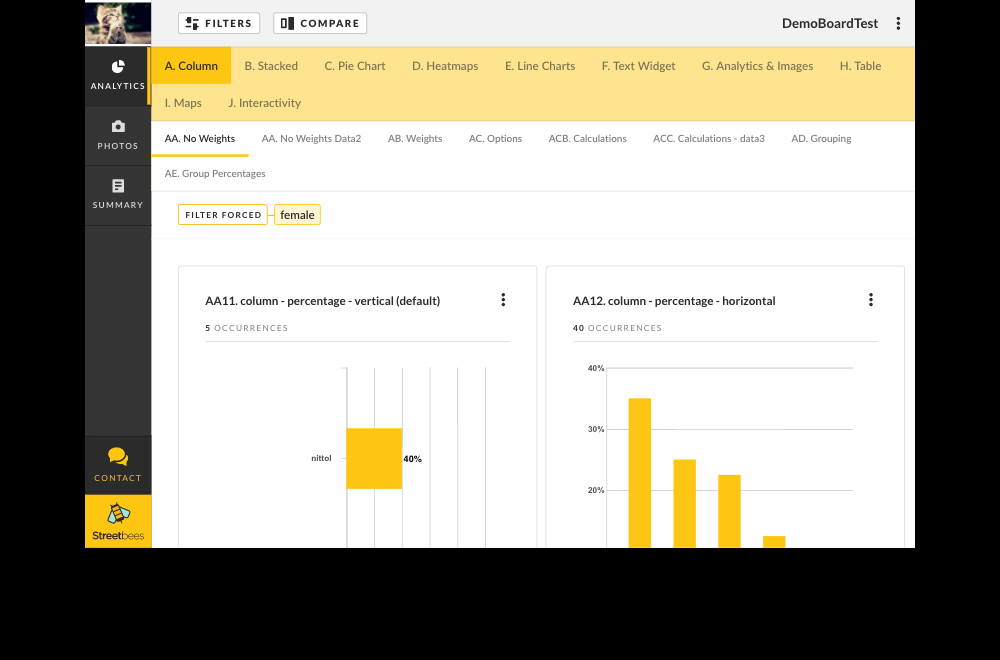 FILTERS COMPARE DemoBoardTest
ANALYTICS
PHOTOS
SUMMARY
CONTACT
Streetbees
A. Column B. Stacked C. Pie Chart D. Heatmaps E. Line Charts F. Text Widget G. Analytics & Images H. Table
I. Maps J. Interactivity
AA. No Weights AA. No Weights Data2 AB. Weights AC. Options ACB. Calculations ACC. Calculations - data3 AD. Grouping
AE. Group Percentages
FILTER FORCED female
AA11. column - percentage - vertical (default)
5 OCCURRENCES
nittol 40%
AA12. column - percentage - horizontal
40 OCCURRENCES
40%
30%
20%